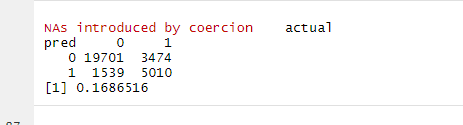 NAs introduced by coercion    actual
pred     0     1
   0 19701  3474
   1  1539  5010
[1] 0.1686516